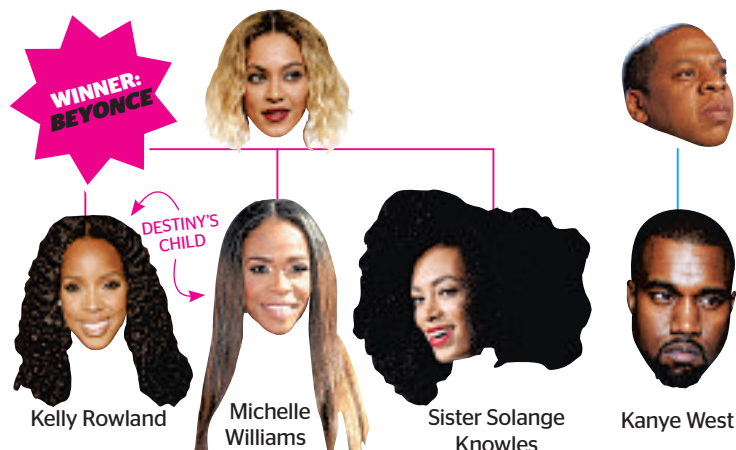 WINNER:
BEYONCE
DESTINY'S
CHILD
Kelly Rowland
Michelle
Williams
Sister Solange
Knowles
Kanye West